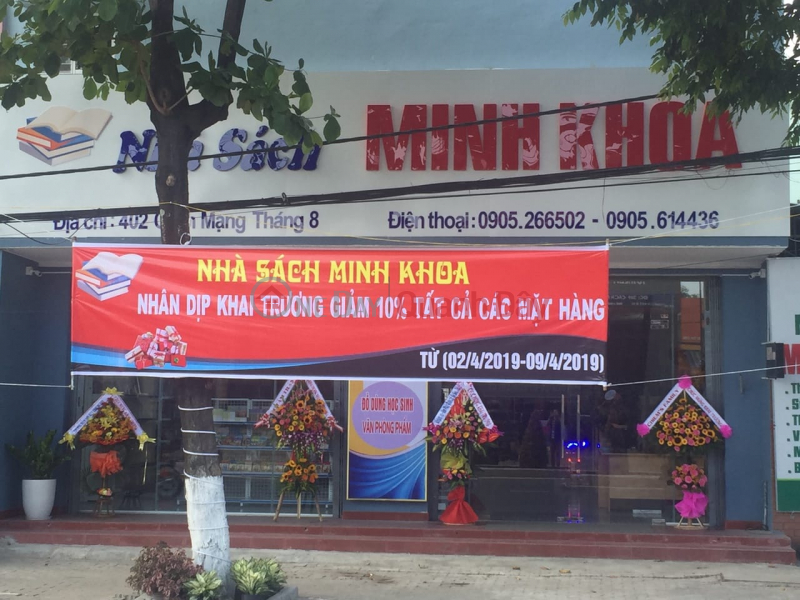 Nhà Sách MINH KHOA
Địa chỉ: 402 Cách Mạng Tháng 8 Điện thoại: 0905.266502 - 0905.614436
NHÀ SÁCH MINH KHOA
NHÂN DỊP KHAI TRƯƠNG GIẢM 10% TẤT CẢ CÁC MẶT HÀNG
TỪ (02/4/2019-09/4/2019)
ĐỒ DÙNG HỌC SINH
VĂN PHÒNG PHẨM